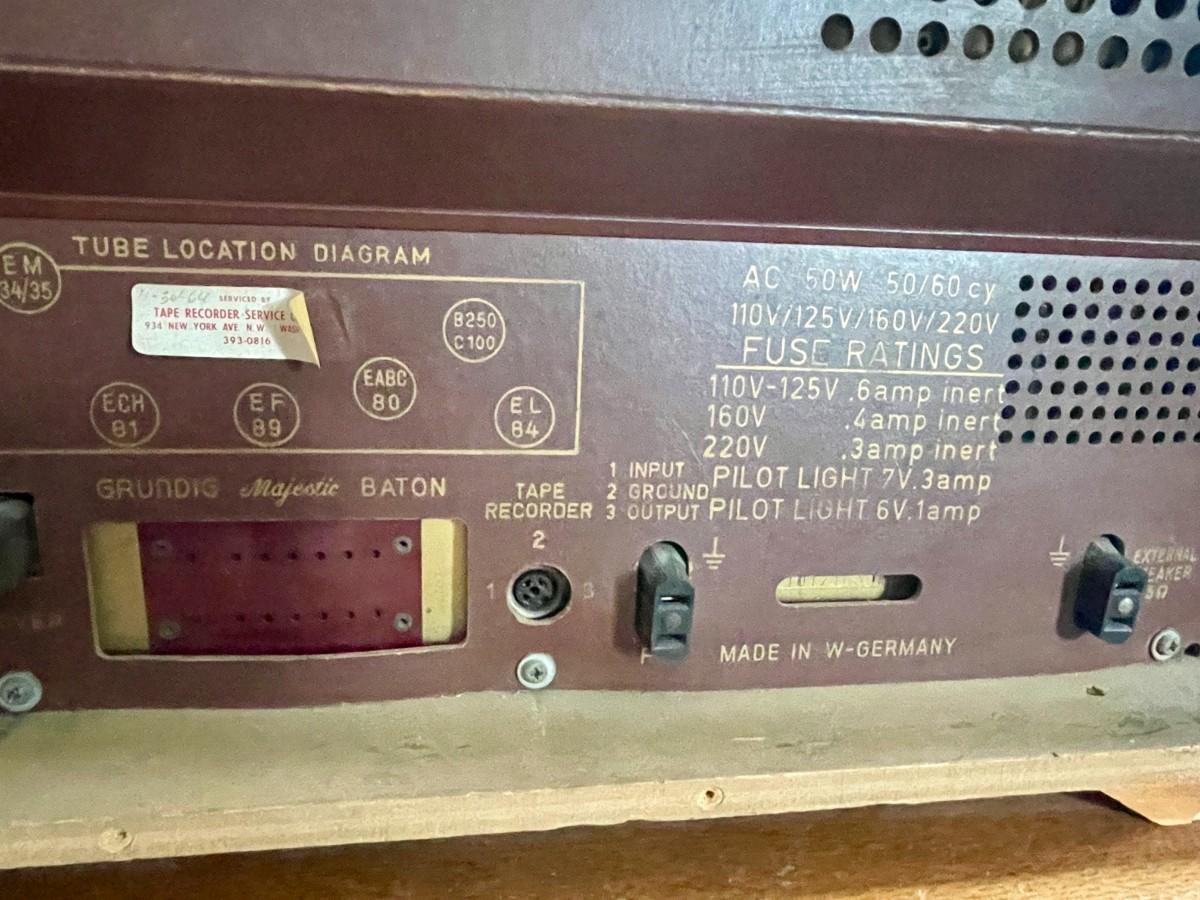 TUBE LOCATION DIAGRAM
EM
34/35
SERVICED BY
TAPE RECORDER SERVICE
934 NEW YORK AVE. N.W. WASH
393-0816
B250
C100
EABC
80
ECH
81
EF
89
EL
84
AC 50W 50/60 cy
110V/125V/160V/220V
FUSE RATINGS
110V-125V .6amp inert
160V .4amp inert
220V .3amp inert
PILOT LIGHT 7V.3amp
PILOT LIGHT 6V.1amp
GRUNDIG Majestic BATON
TAPE
RECORDER
1 INPUT
2 GROUND
3 OUTPUT
2
1 3
EXTERNAL
SPEAKER
5Ω
MADE IN W-GERMANY